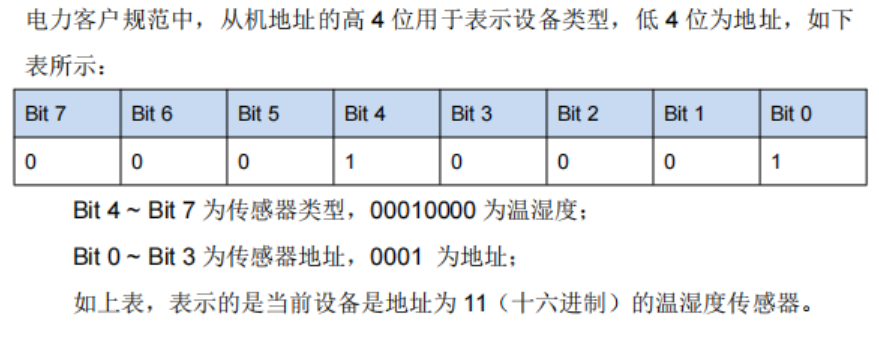 电力客户规范中，从机地址的高 4 位用于表示设备类型，低 4 位为地址，如下
表所示：
Bit 7 Bit 6 Bit 5 Bit 4 Bit 3 Bit 2 Bit 1 Bit 0
0 0 0 1 0 0 0 1
Bit 4 ~ Bit 7 为传感器类型，00010000 为温湿度；
Bit 0 ~ Bit 3 为传感器地址，0001 为地址；
如上表，表示的是当前设备是地址为 11（十六进制）的温湿度传感器。